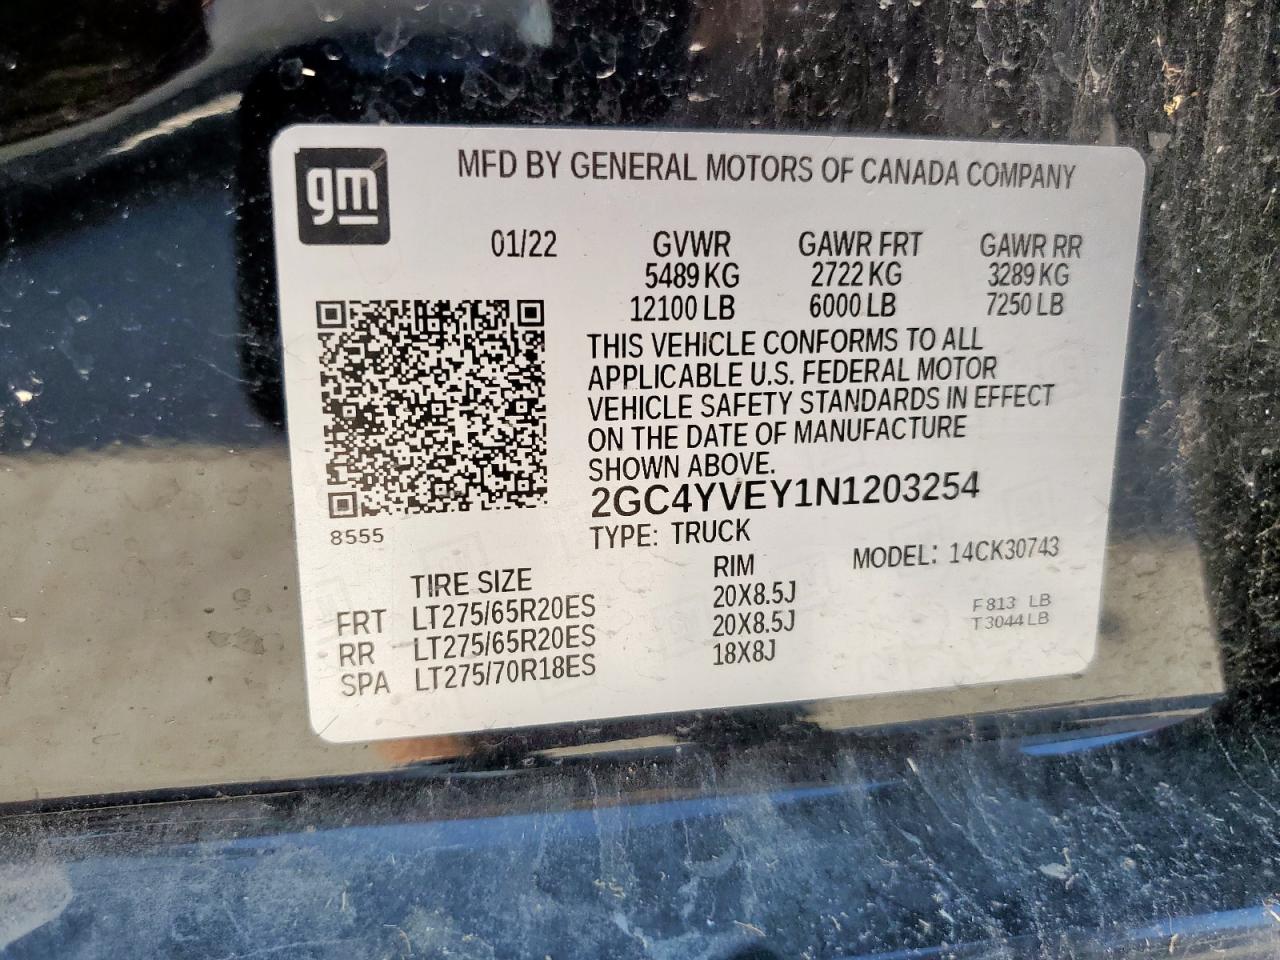 gm
MFD BY GENERAL MOTORS OF CANADA COMPANY
01/22 GVWR GAWR FRT GAWR RR
5489 KG 2722 KG 3289 KG
12100 LB 6000 LB 7250 LB
THIS VEHICLE CONFORMS TO ALL
APPLICABLE U.S. FEDERAL MOTOR
VEHICLE SAFETY STANDARDS IN EFFECT
ON THE DATE OF MANUFACTURE
SHOWN ABOVE.
2GC4YVEY1N1203254
8555
TYPE: TRUCK
MODEL: 14CK30743
TIRE SIZE RIM
FRT LT275/65R20ES 20X8.5J
RR LT275/65R20ES 20X8.5J
SPA LT275/70R18ES 18X8J
F 813 LB
T 3044 LB